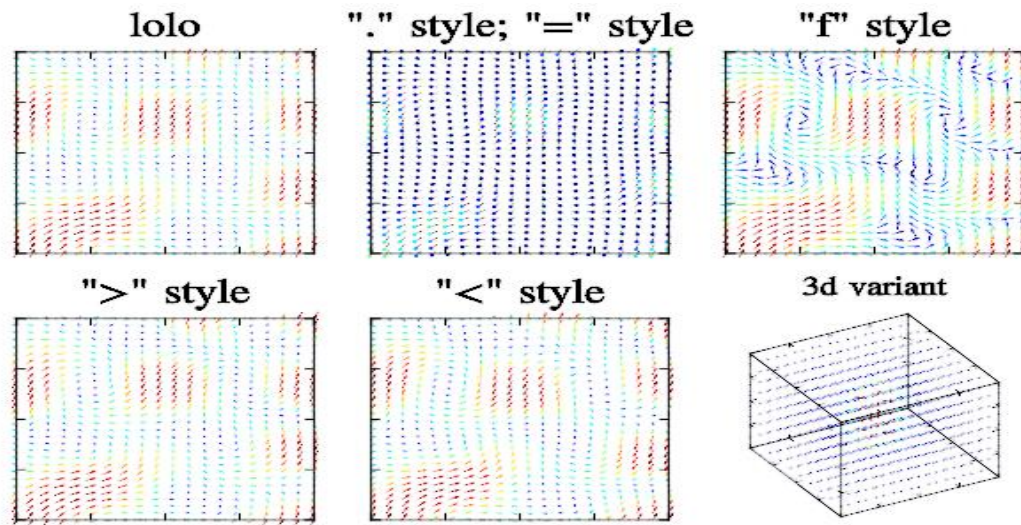 lolo
"." style; "=" style
"f" style
">" style
"<" style
3d variant